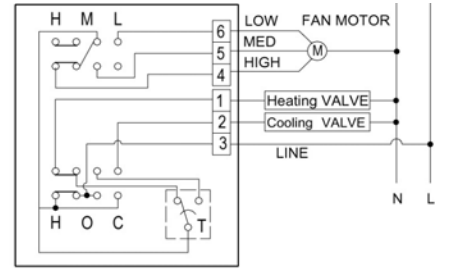 H M L
6 LOW FAN MOTOR
5 MED
4 HIGH
M
1 Heating VALVE
2 Cooling VALVE
3 LINE
N L
H O C
T